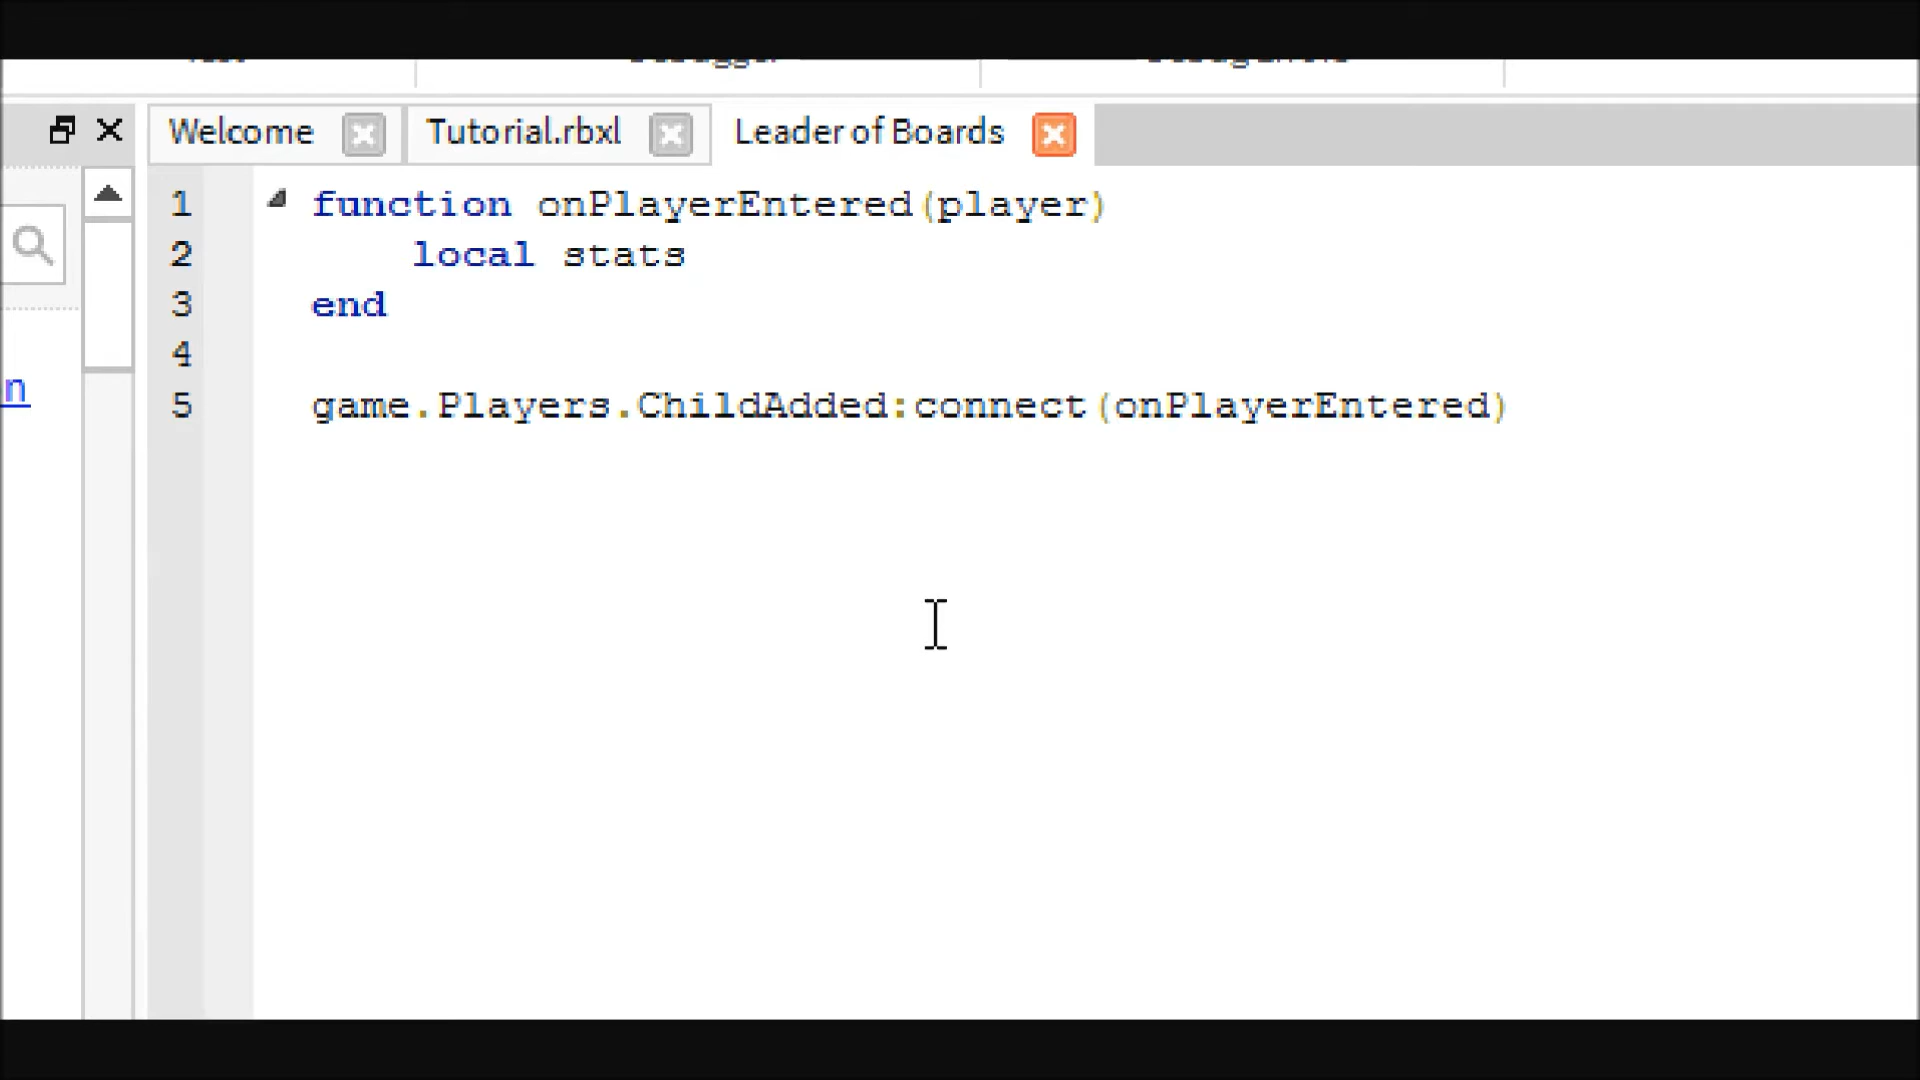 Welcome Tutorial.rbxl Leader of Boards
1 function onPlayerEntered(player)
2 local stats
3 end
4
n
5 game.Players.ChildAdded:connect(onPlayerEntered)